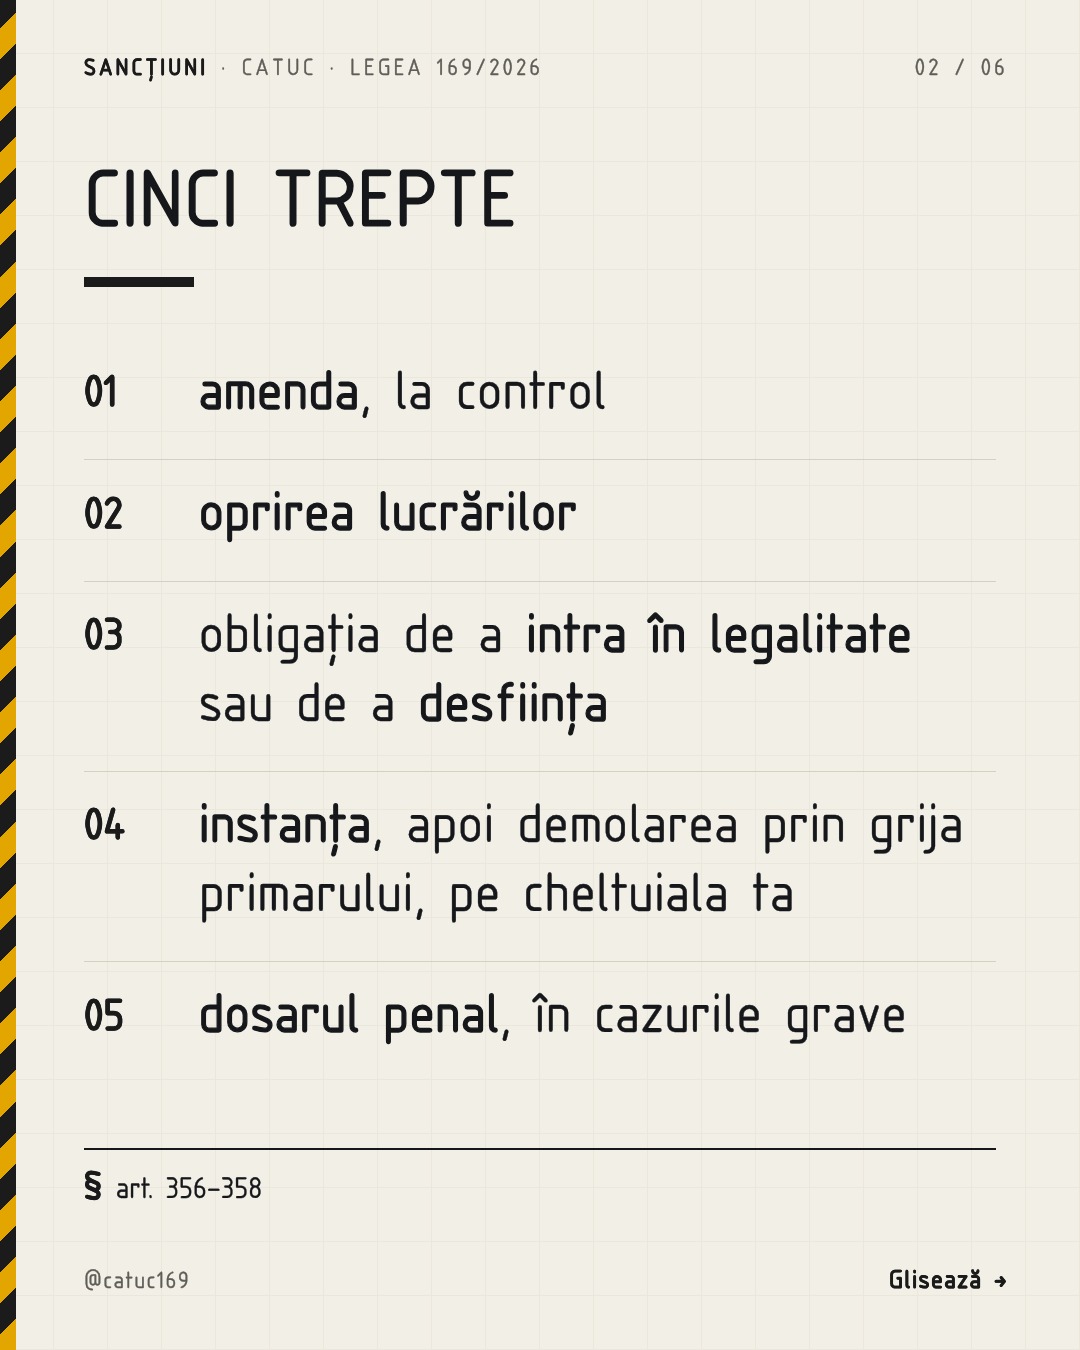 SANCȚIUNI · CATUC · LEGEA 169/2026
02 / 06
CINCI TREPTE
01 amenda, la control
02 oprirea lucrărilor
03 obligația de a intra în legalitate
sau de a desființa
04 instanța, apoi demolarea prin grija
primarului, pe cheltuiala ta
05 dosarul penal, în cazurile grave
§ art. 356–358
@catuc169
Glisează →